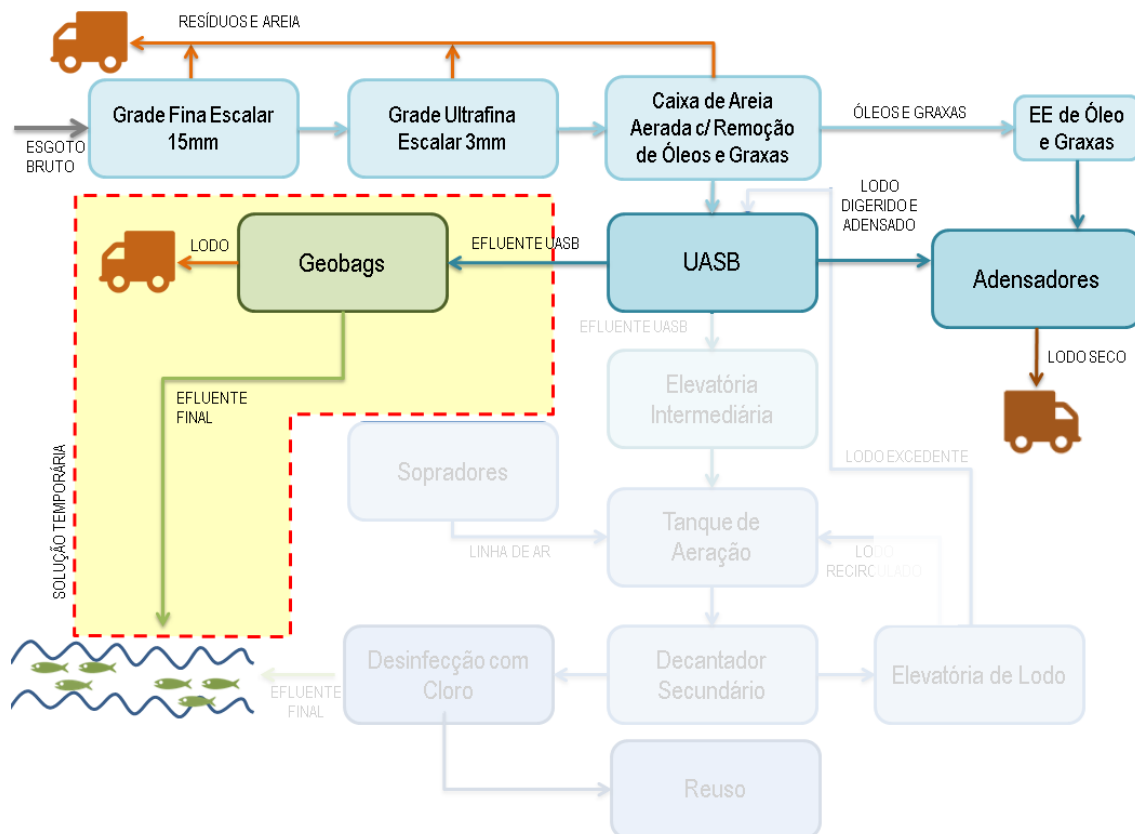 RESÍDUOS E AREIA
Grade Fina Escalar
15mm
Grade Ultrafina
Escalar 3mm
Caixa de Areia
Aerada c/ Remoção
de Óleos e Graxas
ÓLEOS E GRAXAS
EE de Óleo
e Graxas
ESGOTO
BRUTO
LODO
DIGERIDO E
ADENSADO
LODO
Geobags
EFLUENTE UASB
UASB
Adensadores
EFLUENTE UASB
LODO SECO
EFLUENTE
FINAL
Elevatória
Intermediária
SOLUÇÃO TEMPORÁRIA
Sopradores
LODO EXCEDENTE
LINHA DE AR
Tanque de
Aeração
LODO
RECIRCULADO
Desinfecção com
Cloro
EFLUENTE
FINAL
Decantador
Secundário
Elevatória de Lodo
Reuso